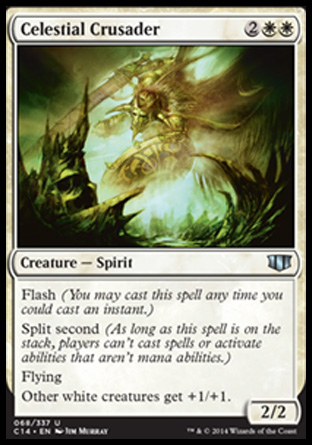 Celestial Crusader 2
Creature — Spirit
Flash (You may cast this spell any time you
could cast an instant.)
Split second (As long as this spell is on the
stack, players can't cast spells or activate
abilities that aren't mana abilities.)
Flying
Other white creatures get +1/+1.
2/2
068/337 U
C14 • EN Jim Murray ™ & © 2014 Wizards of the Coast